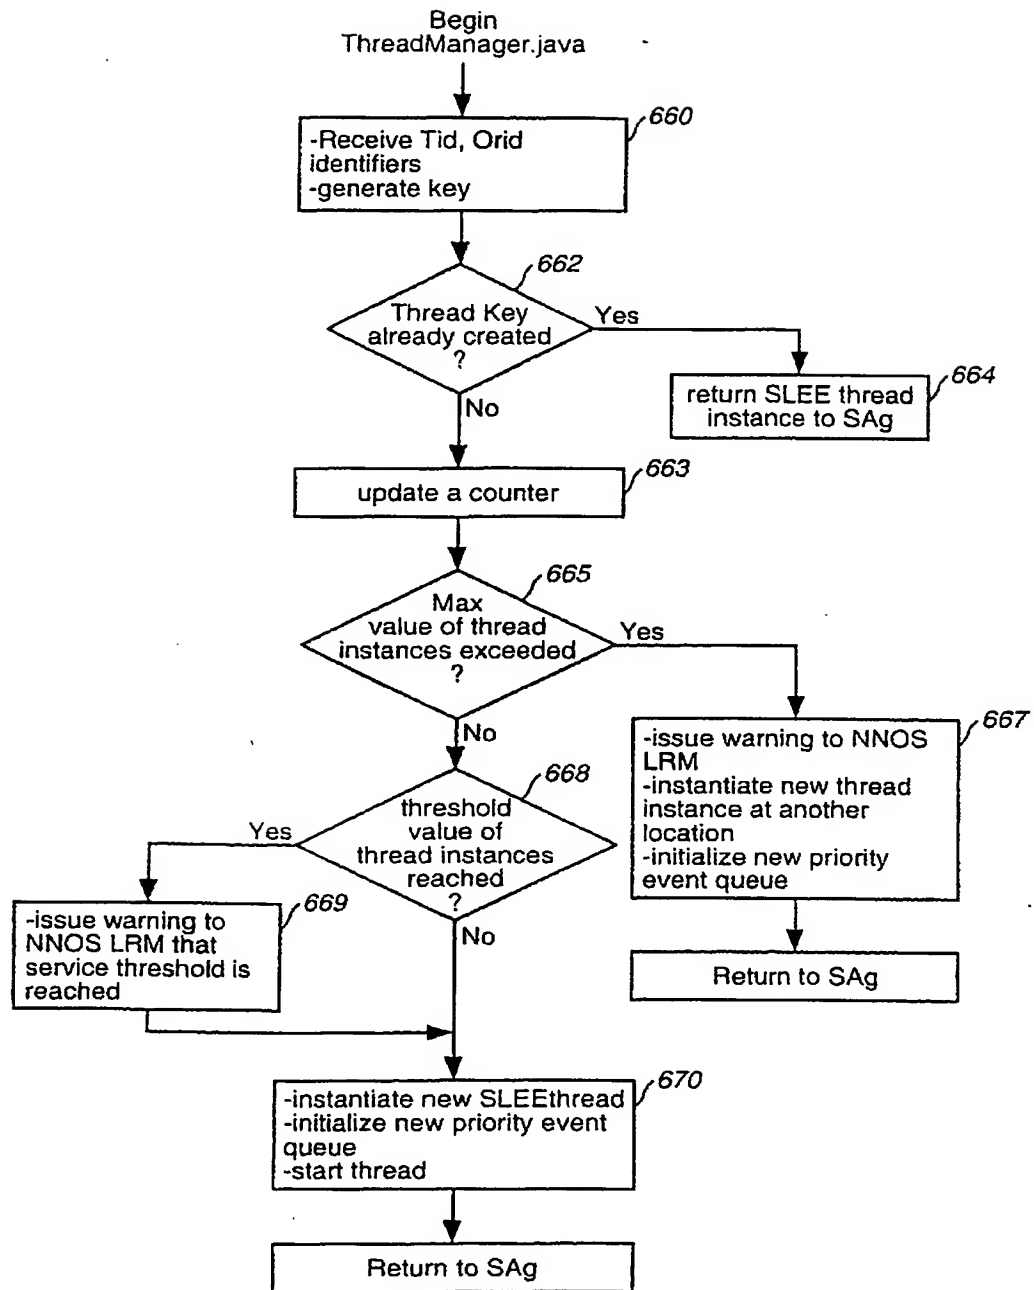 Begin
ThreadManager.java
660
-Receive Tid, Orid
identifiers
-generate key
662
Thread Key
already created
?
Yes
No
664
return SLEE thread
instance to SAg
663
update a counter
665
Max
value of thread
instances exceeded
?
Yes
No
667
-issue warning to NNOS
LRM
-instantiate new thread
instance at another
location
-initialize new priority
event queue
668
threshold
value of
thread instances
reached
?
Yes
No
669
-issue warning to
NNOS LRM that
service threshold is
reached
Return to SAg
670
-instantiate new SLEEthread
-initialize new priority event
queue
-start thread
Return to SAg